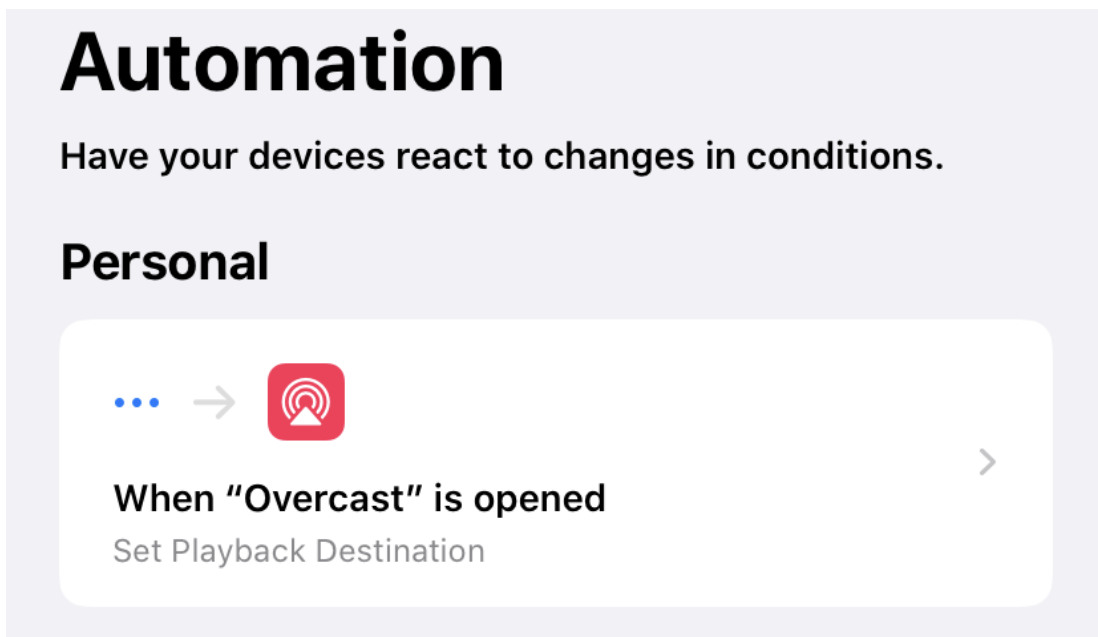 Automation
Have your devices react to changes in conditions.
Personal
When “Overcast” is opened
Set Playback Destination